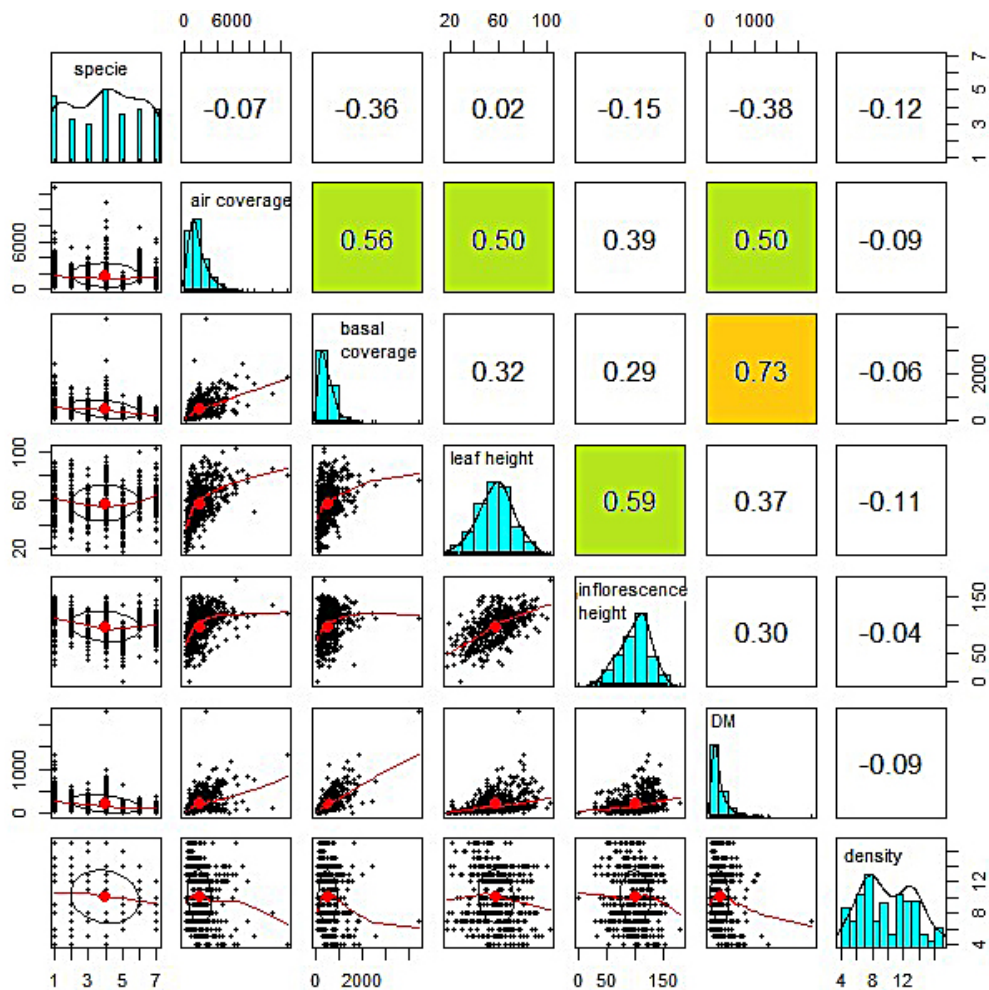 0 6000 20 60 100 0 1000
specie -0.07 -0.36 0.02 -0.15 -0.38 -0.12 1 3 5 7
0 6000 air coverage 0.56 0.50 0.39 0.50 -0.09
basal
coverage 0.32 0.29 0.73 -0.06 0 2000
20 60 100 leaf height 0.59 0.37 -0.11
inflorescence
height 0.30 -0.04 0 50 150
0 1000 DM -0.09
density 4 8 12
1 3 5 7 0 2000 0 50 150 4 8 12